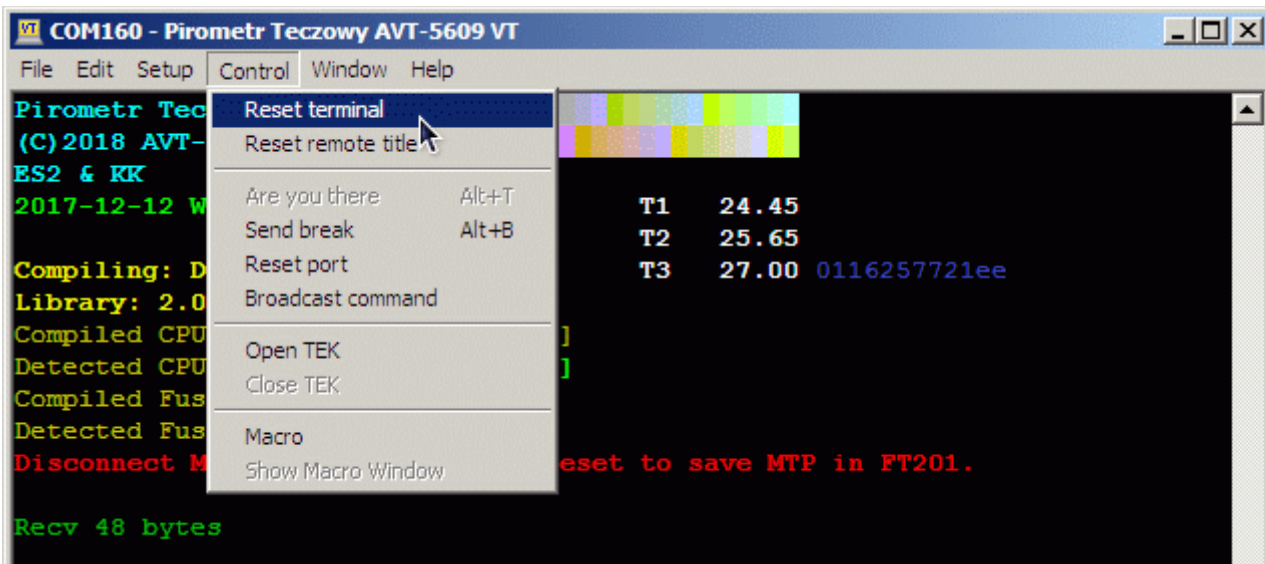 COM160 - Pirometr Teczowy AVT-5609 VT
File Edit Setup Control Window Help
Pirometr Tec
(C)2018 AVT-
ES2 & KK
2017-12-12 W
T1 24.45
T2 25.65
Compiling: D
T3 27.00 0116257721ee
Library: 2.0
Compiled CPU ]
Detected CPU ]
Compiled Fus
Detected Fus
Disconnect M eset to save MTP in FT201.
Recv 48 bytes
Reset terminal
Reset remote title
Are you there Alt+T
Send break Alt+B
Reset port
Broadcast command
Open TEK
Close TEK
Macro
Show Macro Window